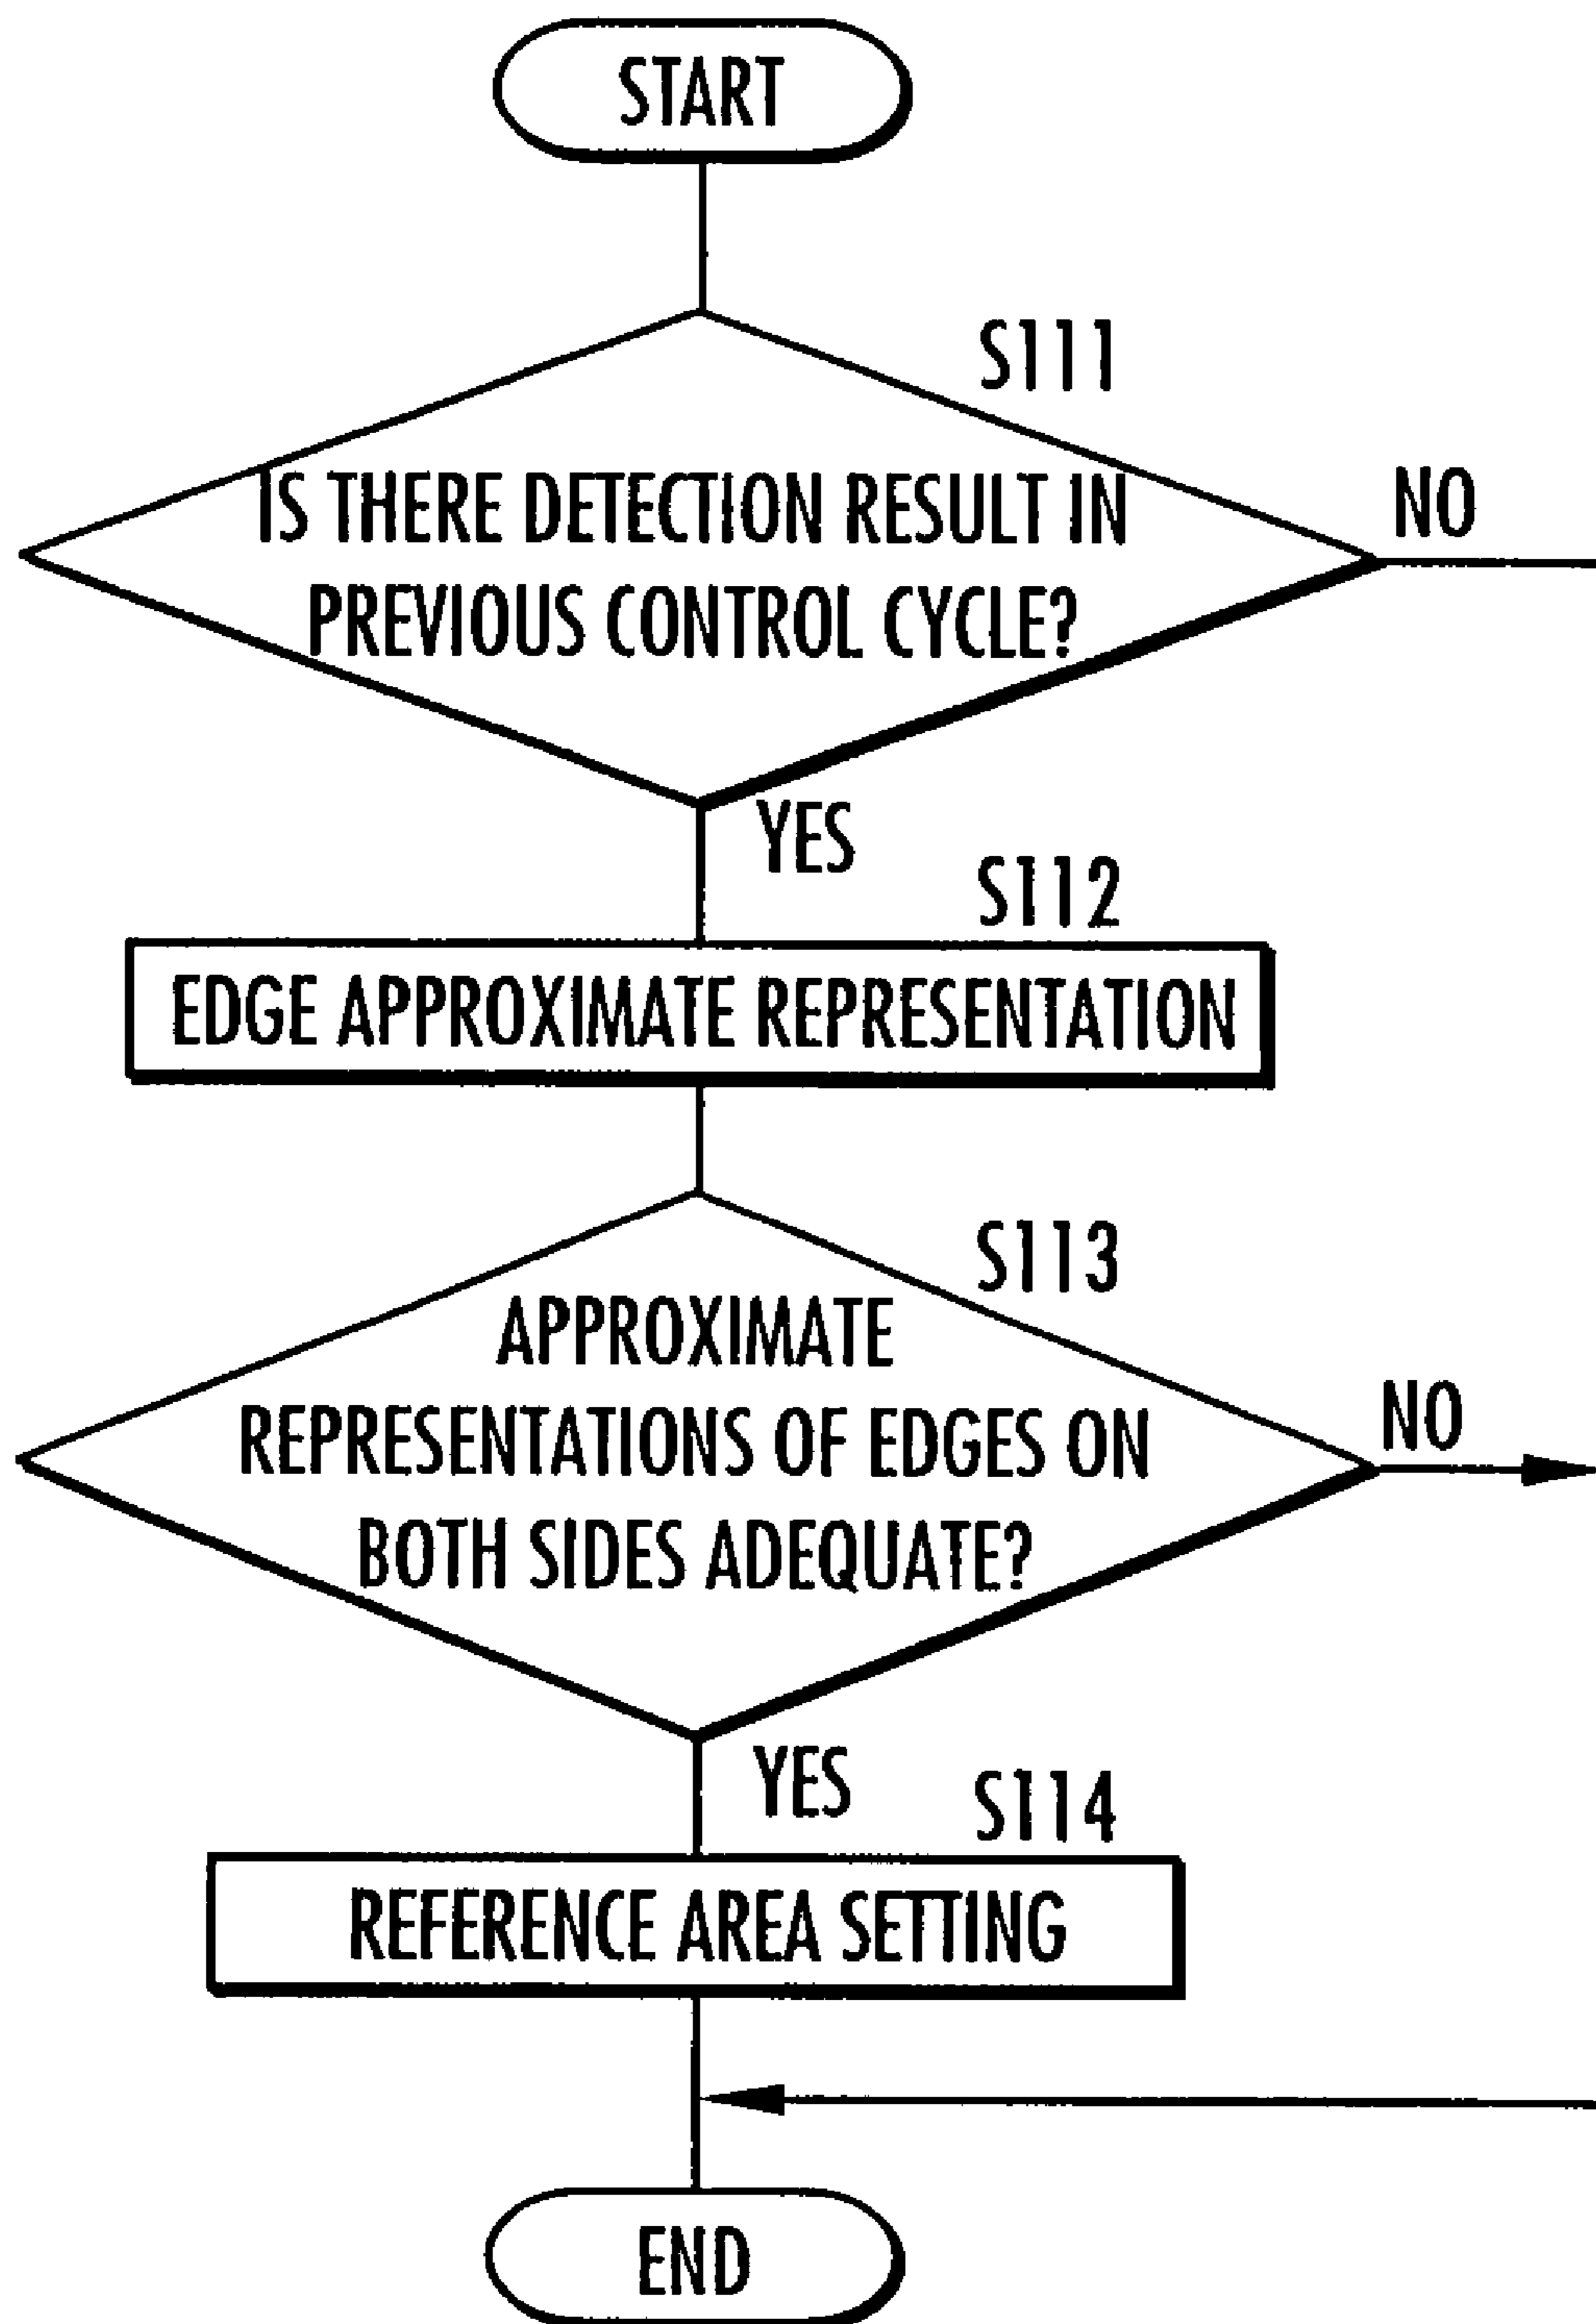 START
S111
IS THERE DETECTION RESULT IN
PREVIOUS CONTROL CYCLE?
NO
YES
S112
EDGE APPROXIMATE REPRESENTATION
S113
APPROXIMATE
REPRESENTATIONS OF EDGES ON
BOTH SIDES ADEQUATE?
NO
YES
S114
REFERENCE AREA SETTING
END